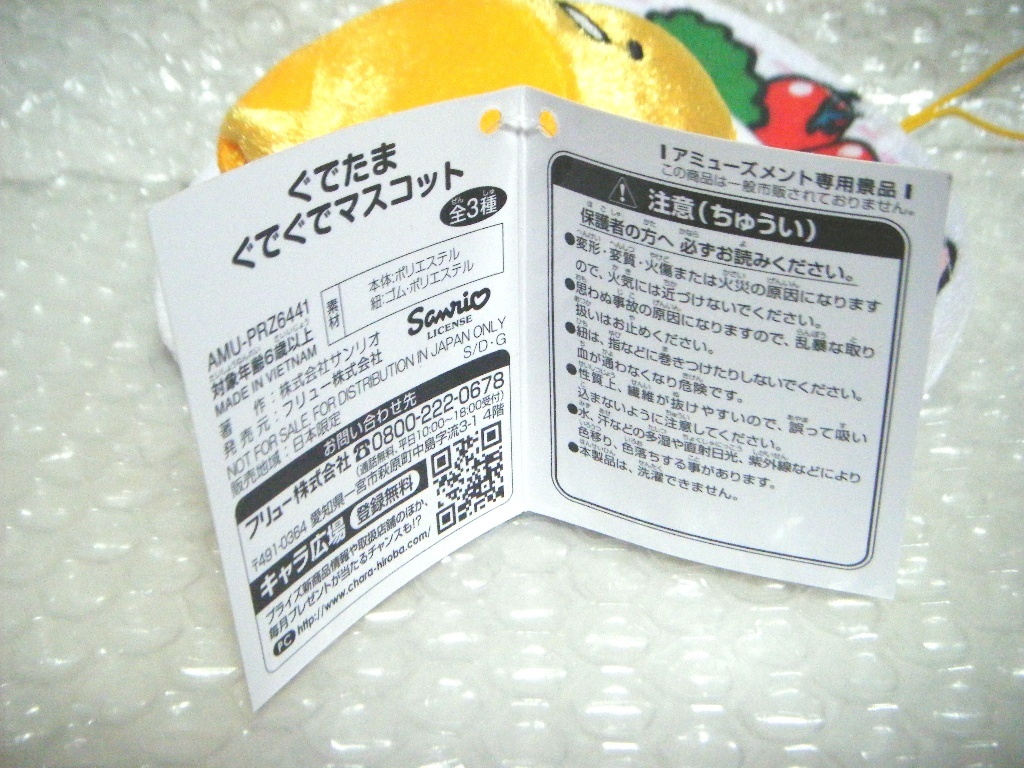 ぐでたま
ぐでぐでマスコット
全3種
素材
本体:ポリエステル
紐:ゴム・ポリエステル
AMU-PRZ6441
対象年齢6歳以上
MADE IN VIETNAM
Sanrio
LICENSE
著作:株式会社サンリオ
発売元:フリュー株式会社
NOT FOR SALE FOR DISTRIBUTION IN JAPAN ONLY
販売地域:日本限定
S/D・G
お問い合わせ先
フリュー株式会社 ☎0800-222-0678
(通話無料、平日10:00~18:00受付)
〒491-0364 愛知県一宮市萩原町中島字流3-1 4階
キャラ広場 登録無料
プライズ新商品情報や取扱店舗のほか、
毎月プレゼントが当たるチャンスも!?
PC http://www.chara-hiroba.com/
アミューズメント専用景品
この商品は一般市販されておりません。
注意(ちゅうい)
保護者の方へ 必ずお読みください。
●変形・変質・火傷または火災の原因になります
ので、火気には近づけないでください。
●思わぬ事故の原因になりますので、乱暴な取り
扱いはお止めください。
●紐は、指などに巻きつけたりしないでください。
血が通わなくなり危険です。
●性質上、繊維が抜けやすいので、誤って吸い
込まないように注意してください。
●水、汗などの多湿や直射日光、紫外線などにより
色移り、色落ちする事があります。
●本製品は、洗濯できません。